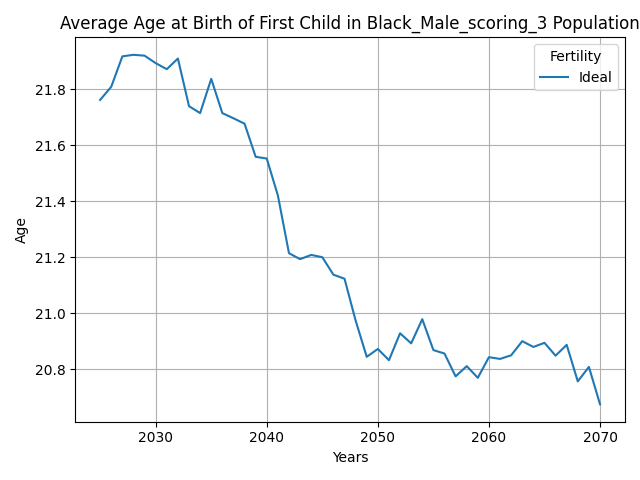 Average Age at Birth of First Child in Black_Male_scoring_3 Population
Fertility
Ideal
Age
21.8
21.6
21.4
21.2
21.0
20.8
2030 2040 2050 2060 2070
Years